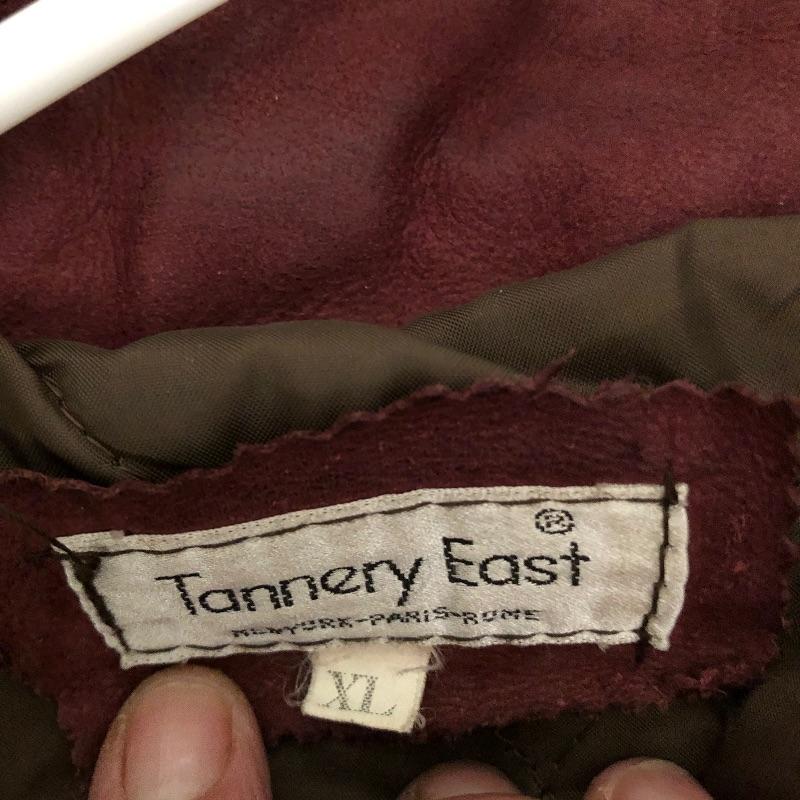 Tannery East ®
NEW YORK-PARIS-ROME
XL